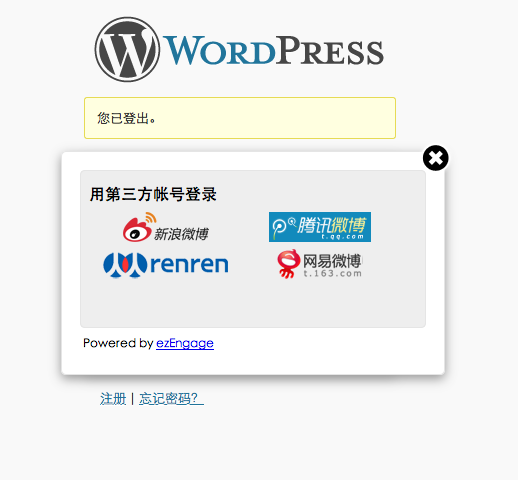 WORDPRESS
您已登出。
用第三方帐号登录
新浪微博
腾讯微博
t.qq.com
renren
网易微博
t.163.com
Powered by ezEngage
注册 | 忘记密码？